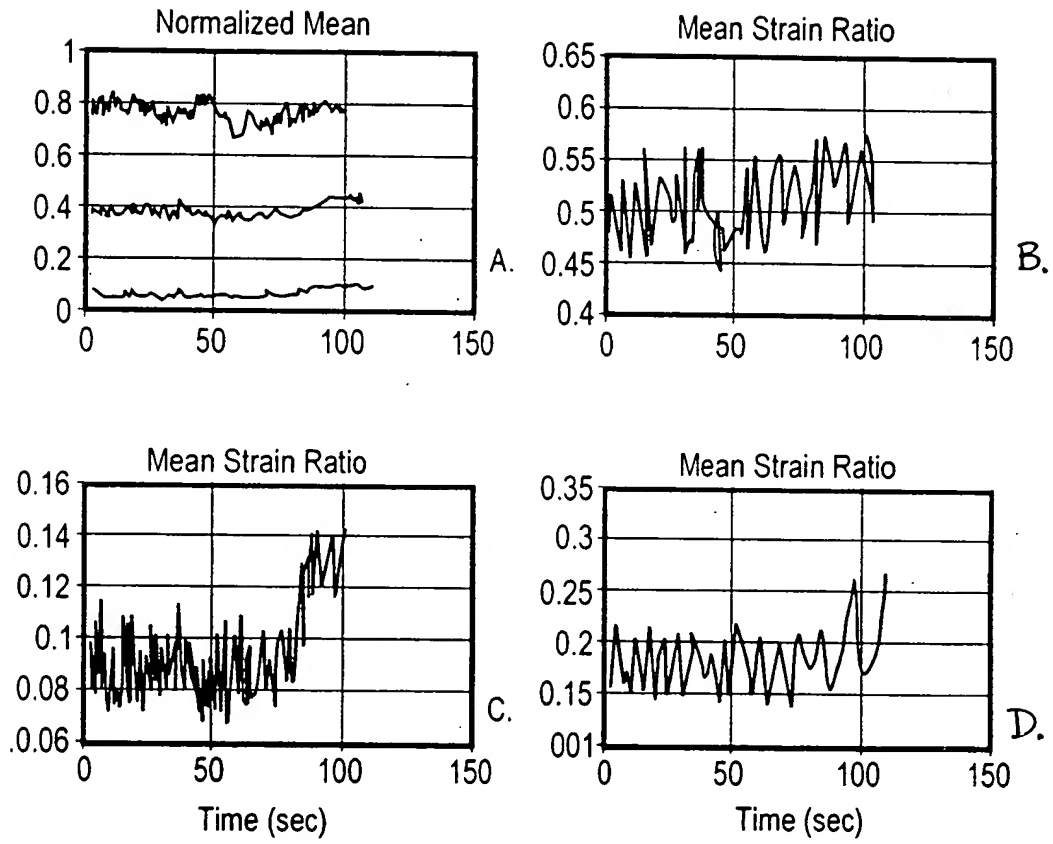 Normalized Mean
1
0.8
0.6
0.4
0.2
0
0 50 100 150
A.
Mean Strain Ratio
0.65
0.6
0.55
0.5
0.45
0.4
0 50 100 150
B.
Mean Strain Ratio
0.16
0.14
0.12
0.1
0.08
.0.06
0 50 100 150
Time (sec)
C.
Mean Strain Ratio
0.35
0.3
0.25
0.2
0.15
001
0 50 100 150
Time (sec)
D.